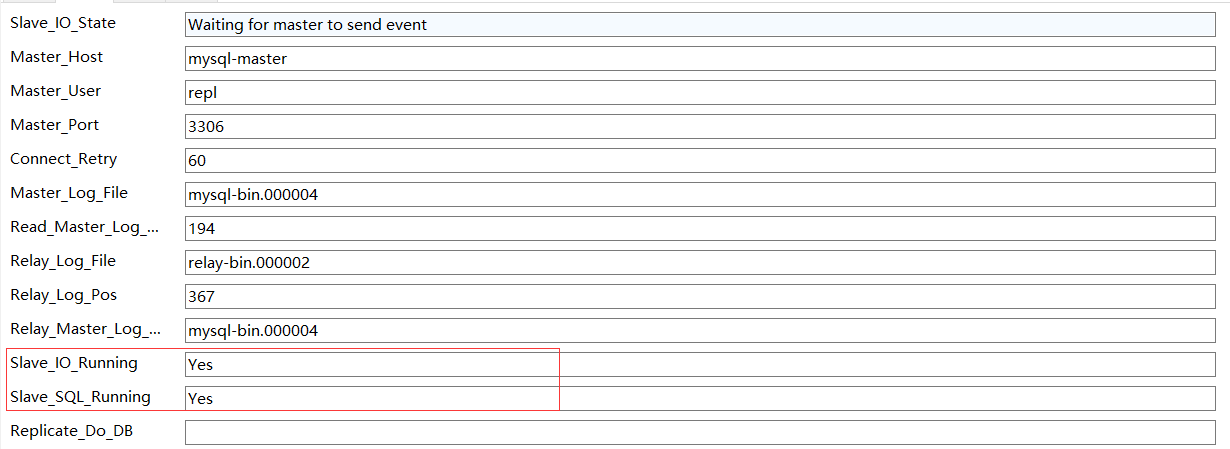 Slave_IO_State Waiting for master to send event
Master_Host mysql-master
Master_User repl
Master_Port 3306
Connect_Retry 60
Master_Log_File mysql-bin.000004
Read_Master_Log_... 194
Relay_Log_File relay-bin.000002
Relay_Log_Pos 367
Relay_Master_Log_... mysql-bin.000004
Slave_IO_Running Yes
Slave_SQL_Running Yes
Replicate_Do_DB